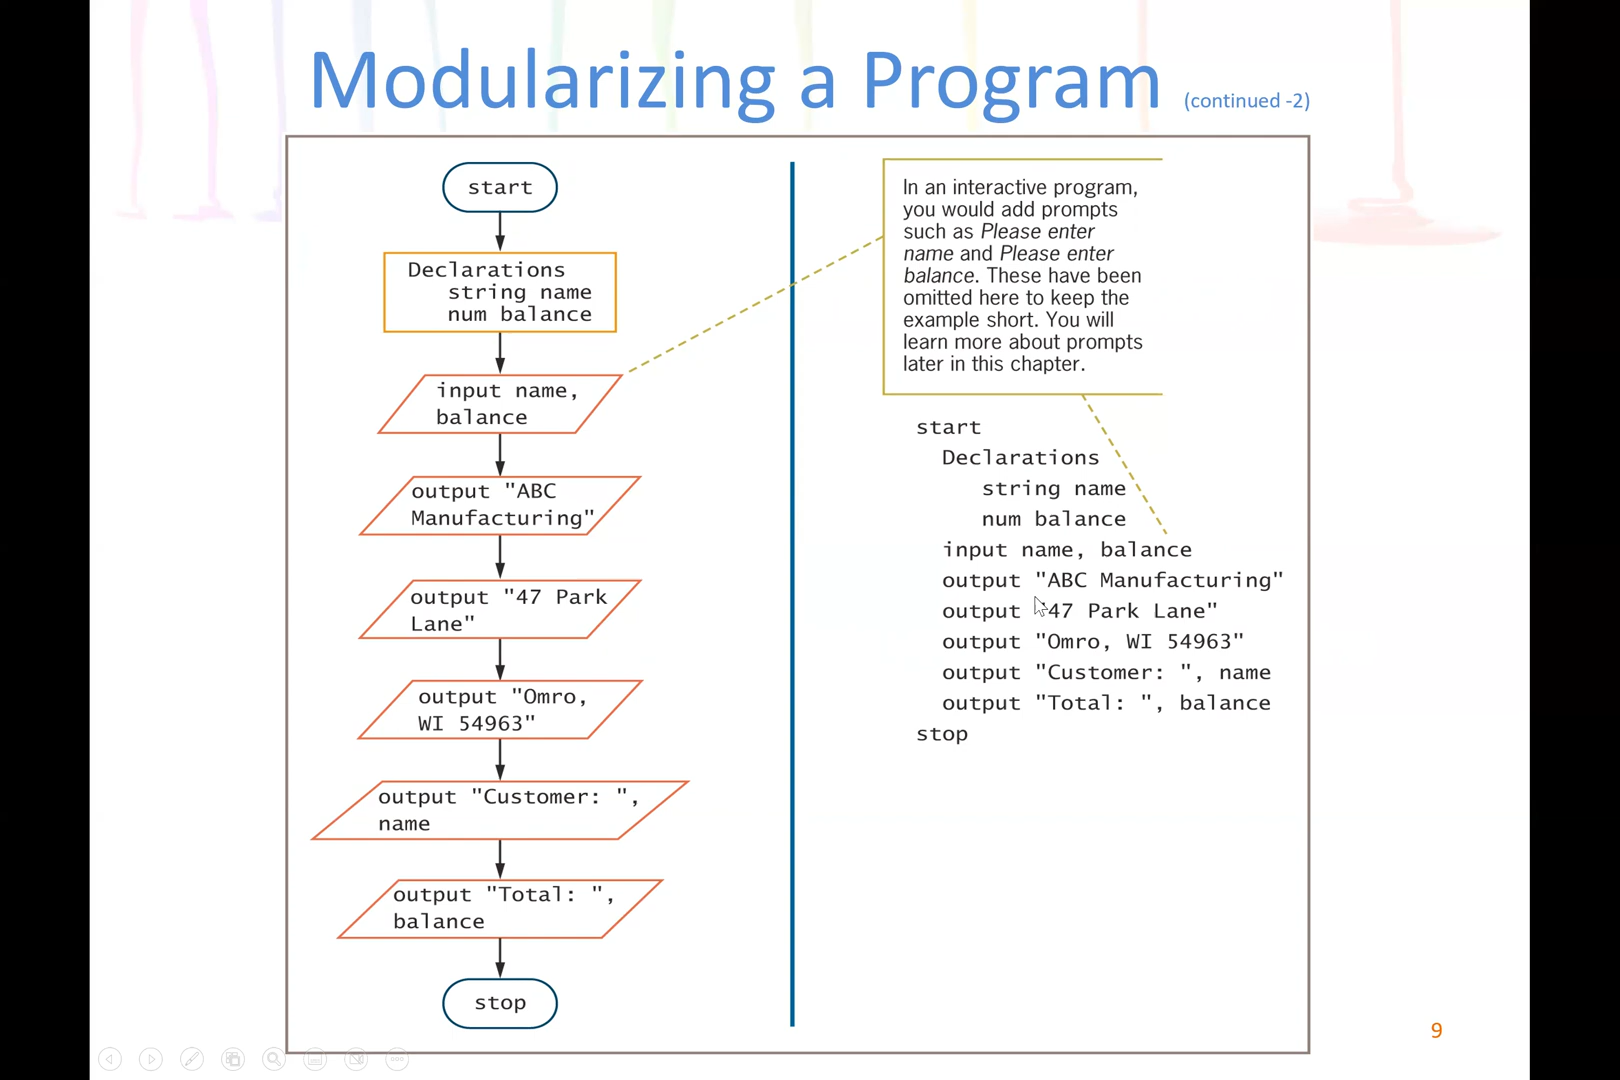 Modularizing a Program (continued -2)
start
Declarations
string name
num balance
input name,
balance
output "ABC
Manufacturing"
output "47 Park
Lane"
output "Omro,
WI 54963"
output "Customer: ",
name
output "Total: ",
balance
stop
In an interactive program,
you would add prompts
such as Please enter
name and Please enter
balance. These have been
omitted here to keep the
example short. You will
learn more about prompts
later in this chapter.
start
Declarations
string name
num balance
input name, balance
output "ABC Manufacturing"
output "47 Park Lane"
output "Omro, WI 54963"
output "Customer: ", name
output "Total: ", balance
stop
9